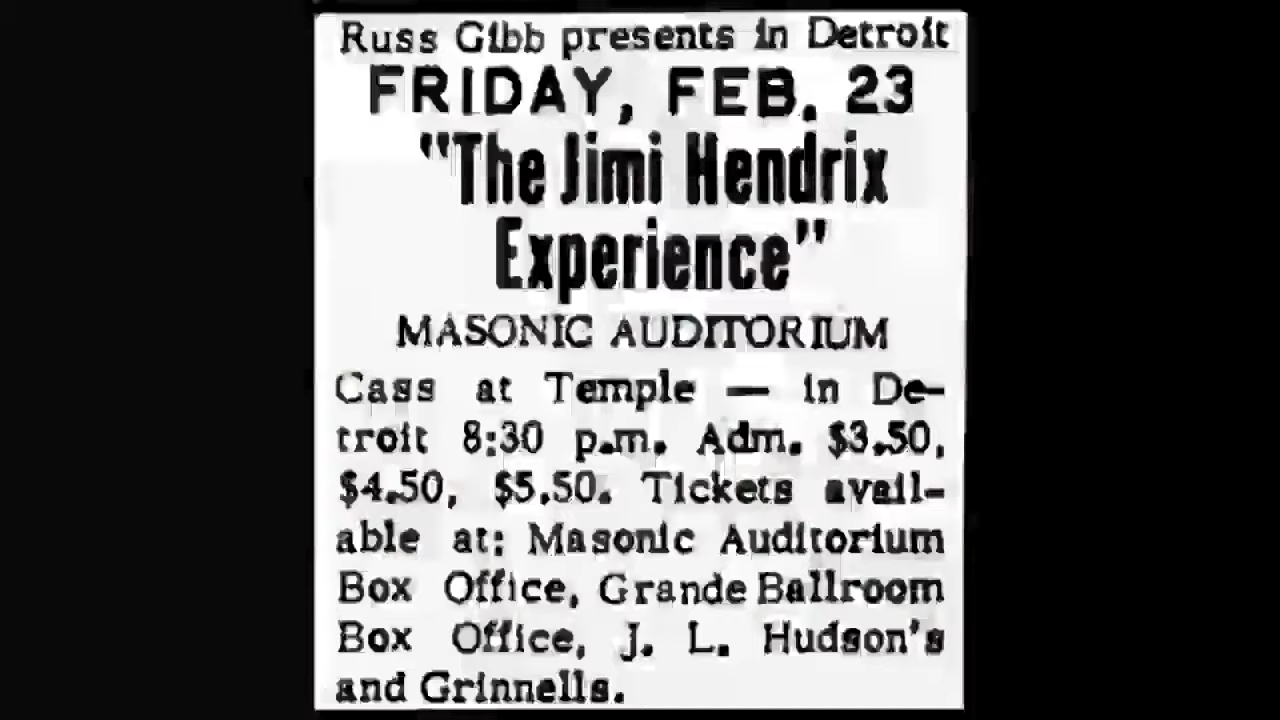 Russ Gibb presents in Detroit
FRIDAY, FEB. 23
"The Jimi Hendrix
Experience"
MASONIC AUDITORIUM
Cass at Temple — in De-
troit 8:30 p.m. Adm. $3.50,
$4.50, $5.50. Tickets avail-
able at: Masonic Auditorium
Box Office, Grande Ballroom
Box Office, J. L. Hudson's
and Grinnells.